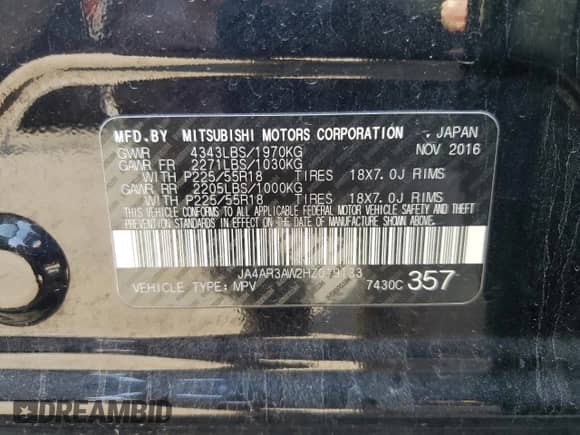 MFD.BY MITSUBISHI MOTORS CORPORATION , JAPAN
GVWR 4343LBS/1970KG NOV 2016
GAWR FR 2271LBS/1030KG
WITH P225/55R18 TIRES 18X7.0J RIMS
GAWR RR 2205LBS/1000KG
WITH P225/55R18 TIRES 18X7.0J RIMS
THIS VEHICLE CONFORMS TO ALL APPLICABLE FEDERAL MOTOR VEHICLE SAFETY AND THEFT
PREVENTION STANDARDS IN EFFECT ON THE DATE OF MANUFACTURE SHOWN ABOVE.
JA4AR3AW2HZ019133
VEHICLE TYPE: MPV 7430C 357
DREAMBID